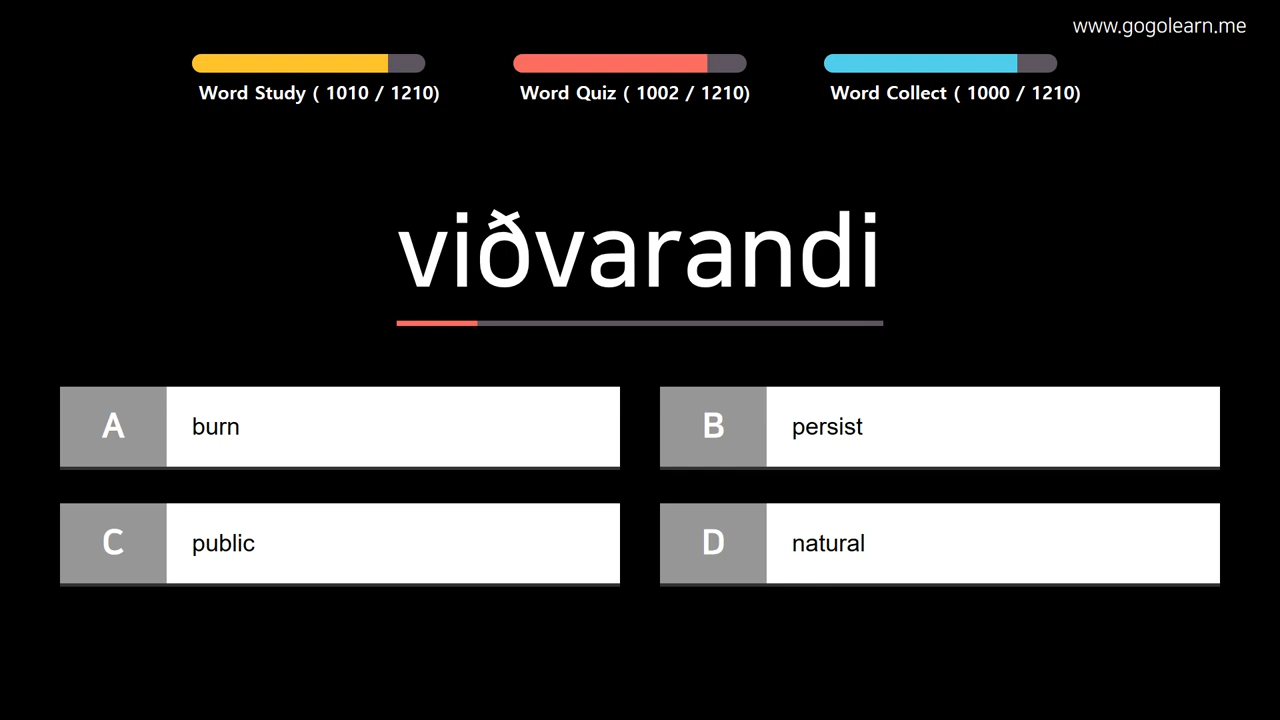 www.gogolearn.me
Word Study ( 1010 / 1210)
Word Quiz ( 1002 / 1210)
Word Collect ( 1000 / 1210)
viðvarandi
A burn
B persist
C public
D natural